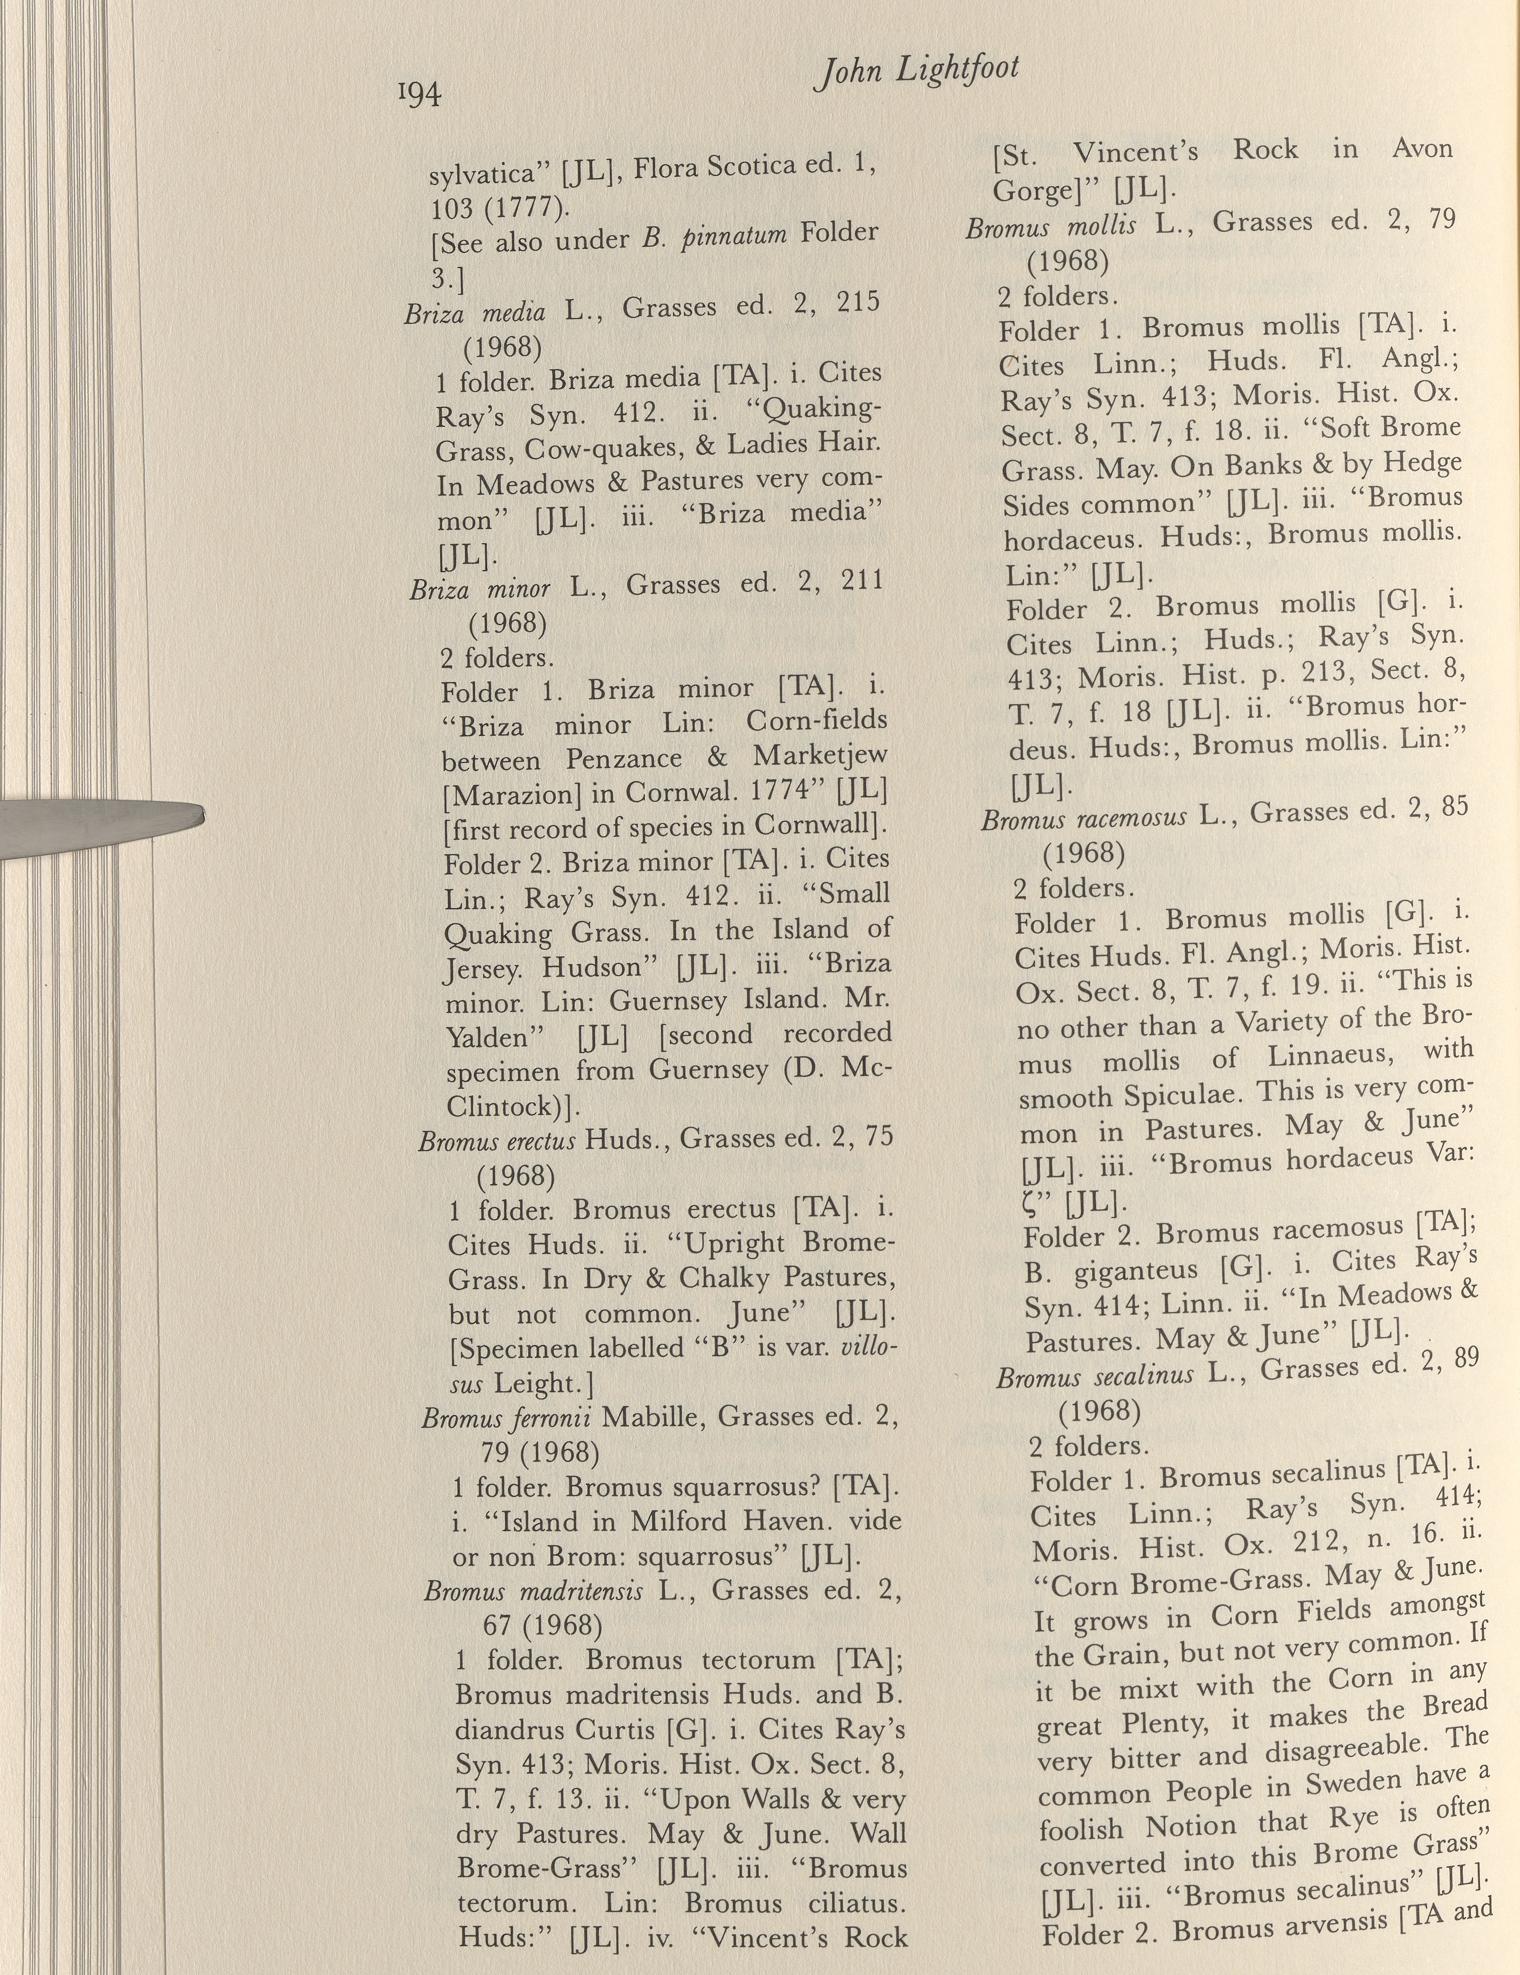 194
John Lightfoot
sylvatica” [JL], Flora Scotica ed. 1,
103 (1777).
[See also under B. pinnatum Folder
3.]
Briza media L., Grasses ed. 2, 215
(1968)
1 folder. Briza media [TA]. i. Cites
Ray’s Syn. 412. ii. “Quaking-
Grass, Cow-quakes, & Ladies Hair.
In Meadows & Pastures very com-
mon” [JL]. iii. “Briza media”
[JL].
Briza minor L., Grasses ed. 2, 211
(1968)
2 folders.
Folder 1. Briza minor [TA]. i.
“Briza minor Lin: Corn-fields
between Penzance & Marketjew
[Marazion] in Cornwal. 1774” [JL]
[first record of species in Cornwall].
Folder 2. Briza minor [TA]. i. Cites
Lin.; Ray’s Syn. 412. ii. “Small
Quaking Grass. In the Island of
Jersey. Hudson” [JL]. iii. “Briza
minor. Lin: Guernsey Island. Mr.
Yalden” [JL] [second recorded
specimen from Guernsey (D. Mc-
Clintock)].
Bromus erectus Huds., Grasses ed. 2, 75
(1968)
1 folder. Bromus erectus [TA]. i.
Cites Huds. ii. “Upright Brome-
Grass. In Dry & Chalky Pastures,
but not common. June” [JL].
[Specimen labelled “B” is var. villo-
sus Leight.]
Bromus ferronii Mabille, Grasses ed. 2,
79 (1968)
1 folder. Bromus squarrosus? [TA].
i. “Island in Milford Haven. vide
or non Brom: squarrosus” [JL].
Bromus madritensis L., Grasses ed. 2,
67 (1968)
1 folder. Bromus tectorum [TA];
Bromus madritensis Huds. and B.
diandrus Curtis [G]. i. Cites Ray’s
Syn. 413; Moris. Hist. Ox. Sect. 8,
T. 7, f. 13. ii. “Upon Walls & very
dry Pastures. May & June. Wall
Brome-Grass” [JL]. iii. “Bromus
tectorum. Lin: Bromus ciliatus.
Huds:” [JL]. iv. “Vincent’s Rock
[St. Vincent’s Rock in Avon
Gorge]” [JL].
Bromus mollis L., Grasses ed. 2, 79
(1968)
2 folders.
Folder 1. Bromus mollis [TA]. i.
Cites Linn.; Huds. Fl. Angl.;
Ray’s Syn. 413; Moris. Hist. Ox.
Sect. 8, T. 7, f. 18. ii. “Soft Brome
Grass. May. On Banks & by Hedge
Sides common” [JL]. iii. “Bromus
hordaceus. Huds:, Bromus mollis.
Lin:” [JL].
Folder 2. Bromus mollis [G]. i.
Cites Linn.; Huds.; Ray’s Syn.
413; Moris. Hist. p. 213, Sect. 8,
T. 7, f. 18 [JL]. ii. “Bromus hor-
deus. Huds:, Bromus mollis. Lin:”
[JL].
Bromus racemosus L., Grasses ed. 2, 85
(1968)
2 folders.
Folder 1. Bromus mollis [G]. i.
Cites Huds. Fl. Angl.; Moris. Hist.
Ox. Sect. 8, T. 7, f. 19. ii. “This is
no other than a Variety of the Bro-
mus mollis of Linnaeus, with
smooth Spiculae. This is very com-
mon in Pastures. May & June”
[JL]. iii. “Bromus hordaceus Var:
ζ” [JL].
Folder 2. Bromus racemosus [TA];
B. giganteus [G]. i. Cites Ray’s
Syn. 414; Linn. ii. “In Meadows &
Pastures. May & June” [JL].
Bromus secalinus L., Grasses ed. 2, 89
(1968)
2 folders.
Folder 1. Bromus secalinus [TA]. i.
Cites Linn.; Ray’s Syn. 414;
Moris. Hist. Ox. 212, n. 16. ii.
“Corn Brome-Grass. May & June.
It grows in Corn Fields amongst
the Grain, but not very common. If
it be mixt with the Corn in any
great Plenty, it makes the Bread
very bitter and disagreeable. The
common People in Sweden have a
foolish Notion that Rye is often
converted into this Brome Grass”
[JL]. iii. “Bromus secalinus” [JL].
Folder 2. Bromus arvensis [TA and